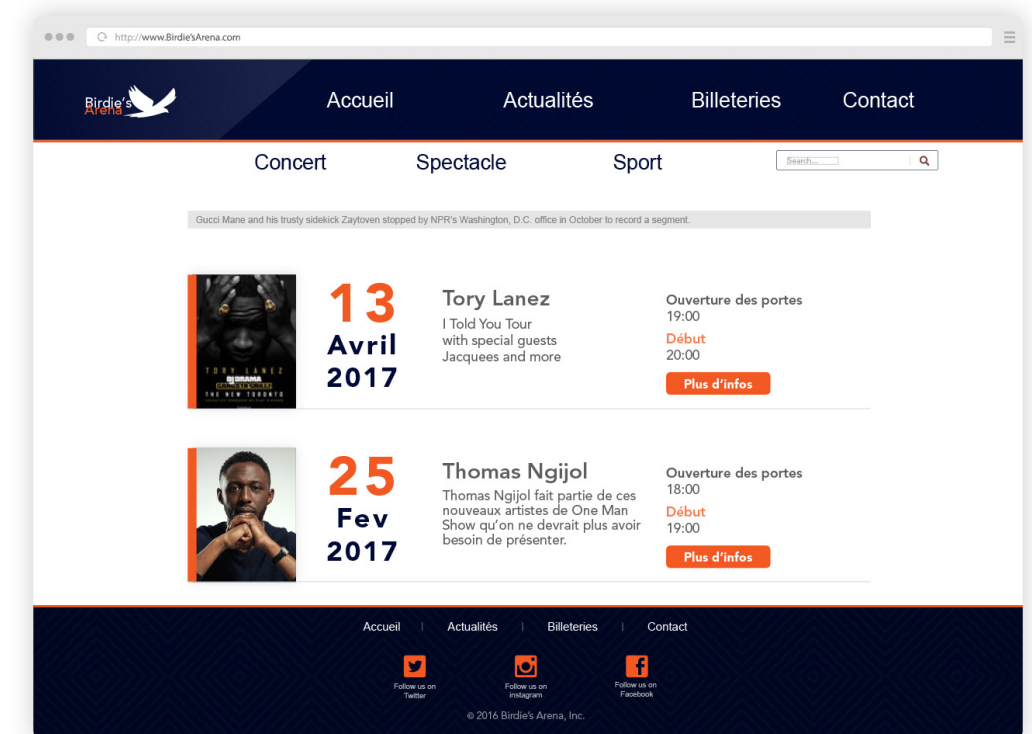 http://www.Birdie'sArena.com
Birdie's
Arena
Accueil Actualités Billeteries Contact
Concert Spectacle Sport Search...
Gucci Mane and his trusty sidekick Zaytoven stopped by NPR's Washington, D.C. office in October to record a segment.
TORY LANEZ
DJ DRAMA
GANGSTA GRILLZ
THE NEW TORONTO
13
Avril
2017
Tory Lanez
I Told You Tour
with special guests
Jacquees and more
Ouverture des portes
19:00
Début
20:00
Plus d'infos
25
Fev
2017
Thomas Ngijol
Thomas Ngijol fait partie de ces
nouveaux artistes de One Man
Show qu'on ne devrait plus avoir
besoin de présenter.
Ouverture des portes
18:00
Début
19:00
Plus d'infos
Accueil | Actualités | Billeteries | Contact
Follow us on
Twitter
Follow us on
instagram
Follow us on
Facebook
© 2016 Birdie's Arena, Inc.